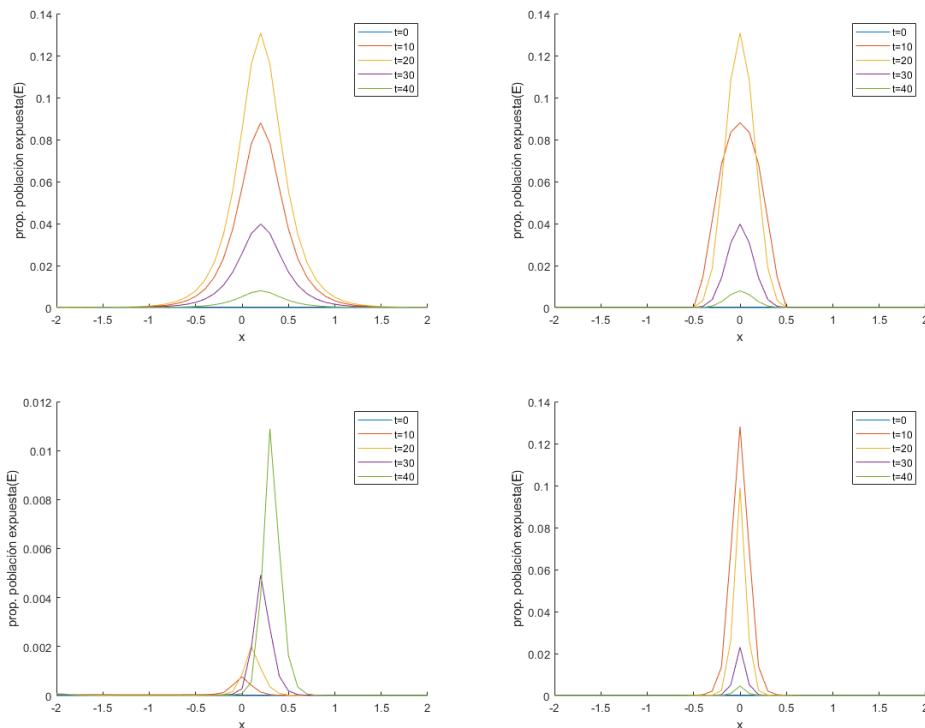 0.14
0.12
0.1
0.08
0.06
0.04
0.02
0
prop. población expuesta(E)
-2 -1.5 -1 -0.5 0 0.5 1 1.5 2
x
t=0
t=10
t=20
t=30
t=40
0.14
0.12
0.1
0.08
0.06
0.04
0.02
0
prop. población expuesta(E)
-2 -1.5 -1 -0.5 0 0.5 1 1.5 2
x
t=0
t=10
t=20
t=30
t=40
0.012
0.01
0.008
0.006
0.004
0.002
0
prop. población expuesta(E)
-2 -1.5 -1 -0.5 0 0.5 1 1.5 2
x
t=0
t=10
t=20
t=30
t=40
0.14
0.12
0.1
0.08
0.06
0.04
0.02
0
prop. población expuesta(E)
-2 -1.5 -1 -0.5 0 0.5 1 1.5 2
x
t=0
t=10
t=20
t=30
t=40